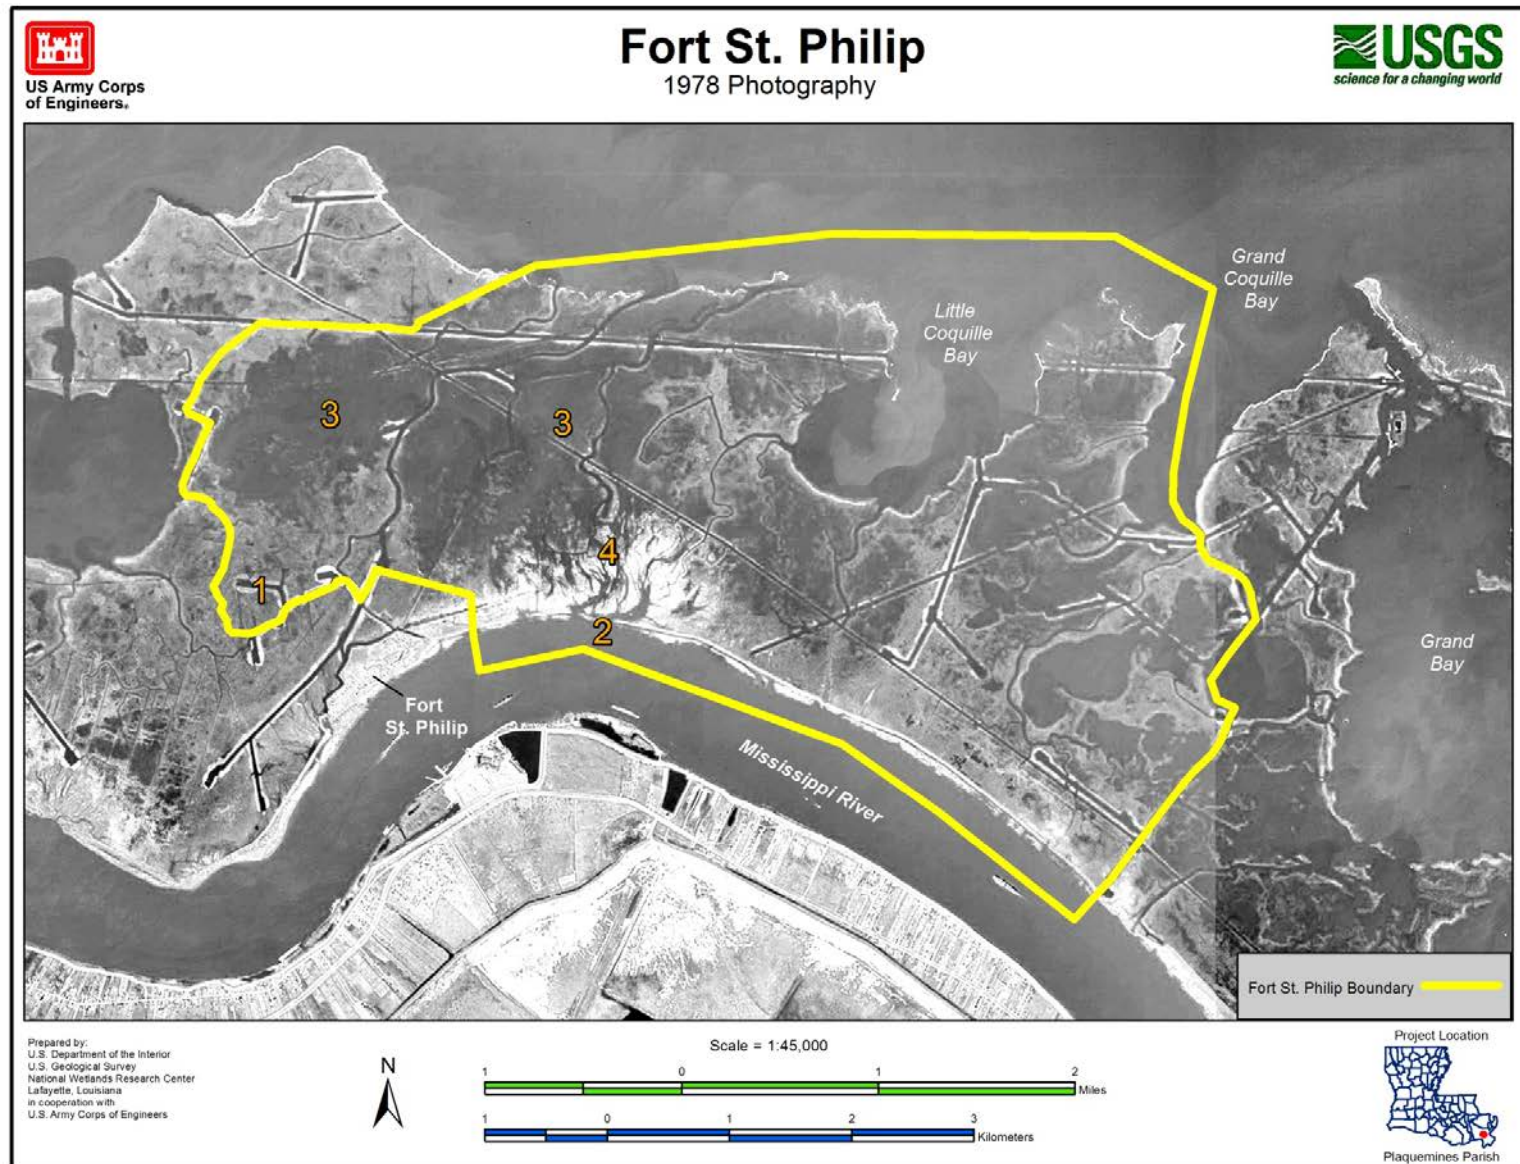 US Army Corps
of Engineers®
Fort St. Philip
1978 Photography
USGS
science for a changing world
Grand
Coquille
Bay
Little
Coquille
Bay
3
3
4
1
2
Grand
Bay
Fort
St. Philip
Mississippi River
Fort St. Philip Boundary
Prepared by:
U.S. Department of the Interior
U.S. Geological Survey
National Wetlands Research Center
Lafayette, Louisiana
in cooperation with
U.S. Army Corps of Engineers
N
Scale = 1:45,000
1 0 1 2
Miles
1 0 1 2 3
Kilometers
Project Location
Plaquemines Parish